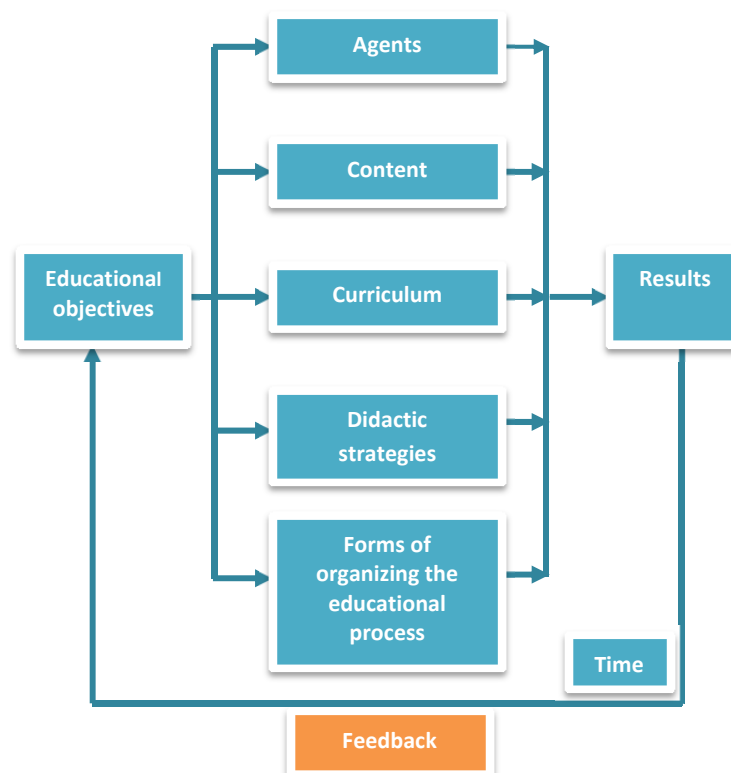 Agents
Content
Educational
objectives
Curriculum
Results
Didactic
strategies
Forms of
organizing the
educational
process
Time
Feedback